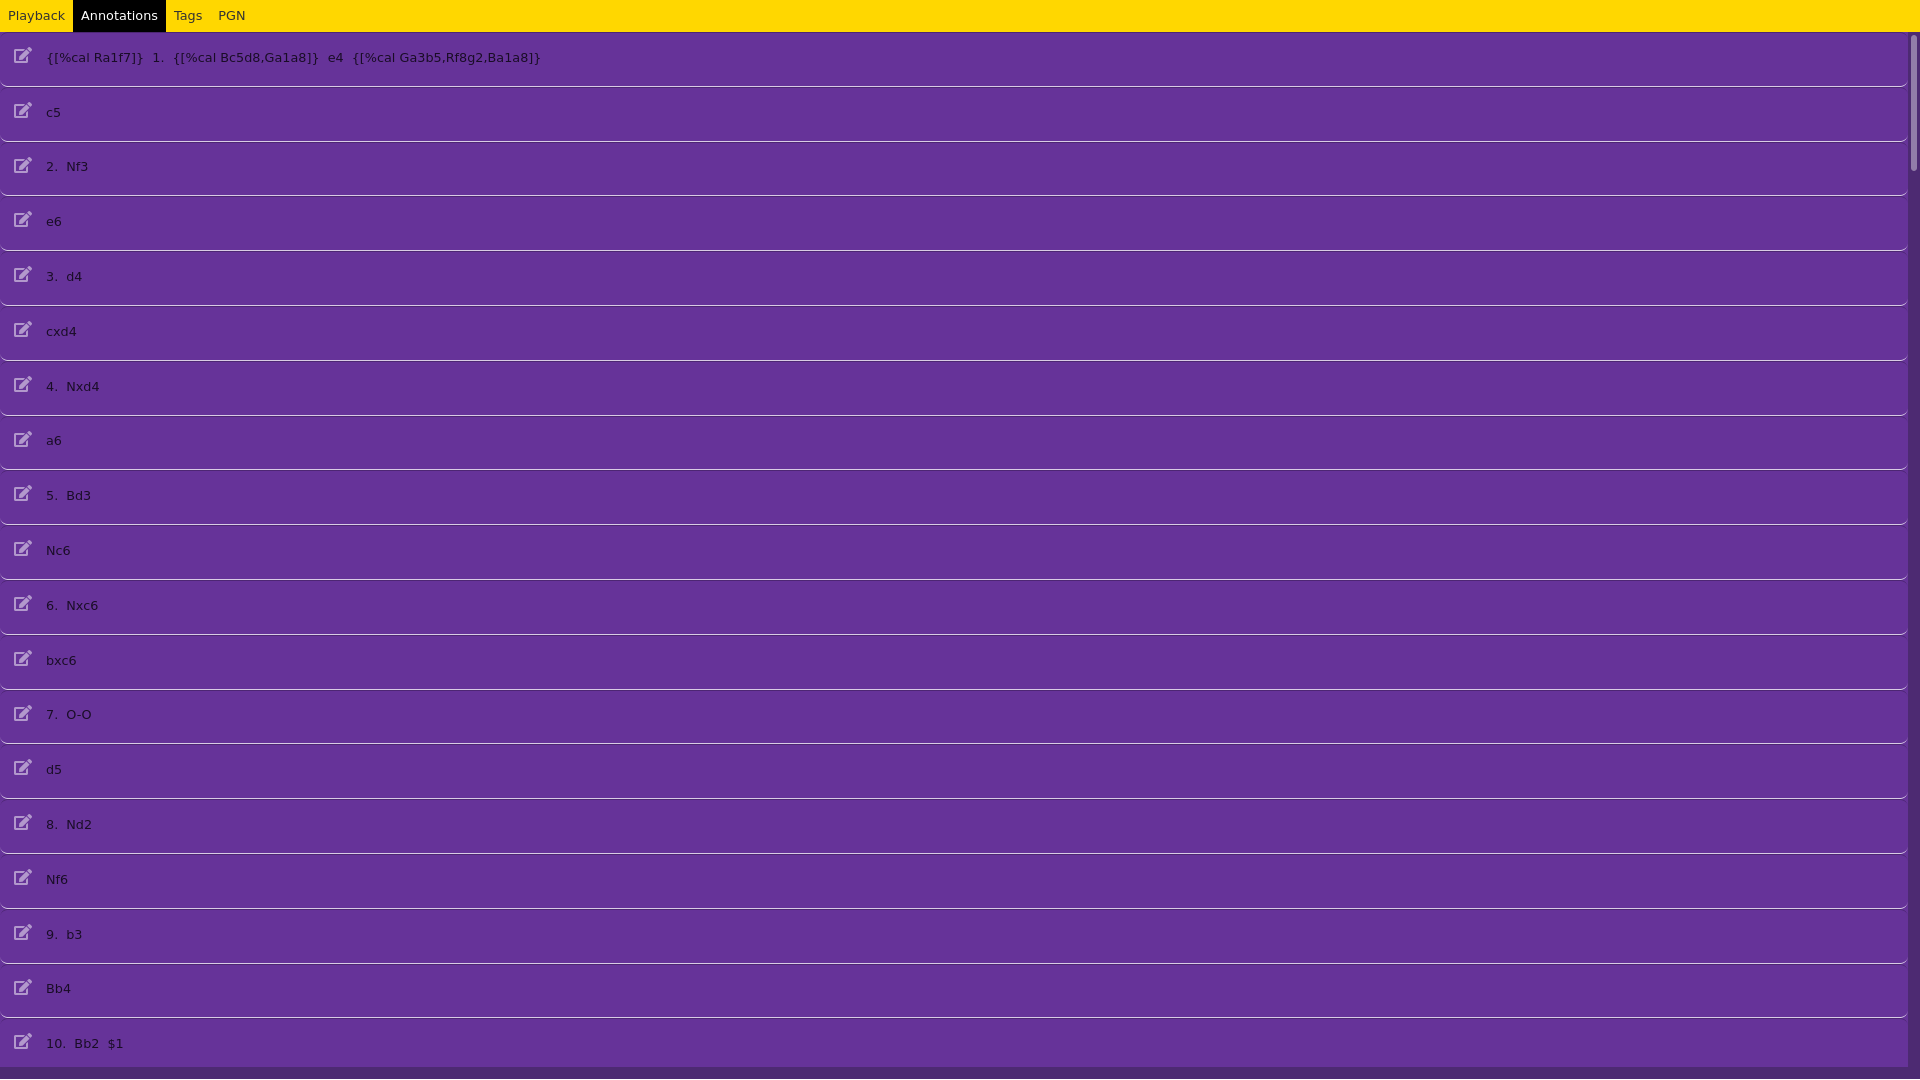 Playback Annotations Tags PGN
{[%cal Ra1f7]} 1. {[%cal Bc5d8,Ga1a8]} e4 {[%cal Ga3b5,Rf8g2,Ba1a8]}
c5
2. Nf3
e6
3. d4
cxd4
4. Nxd4
a6
5. Bd3
Nc6
6. Nxc6
bxc6
7. O-O
d5
8. Nd2
Nf6
9. b3
Bb4
10. Bb2 $1